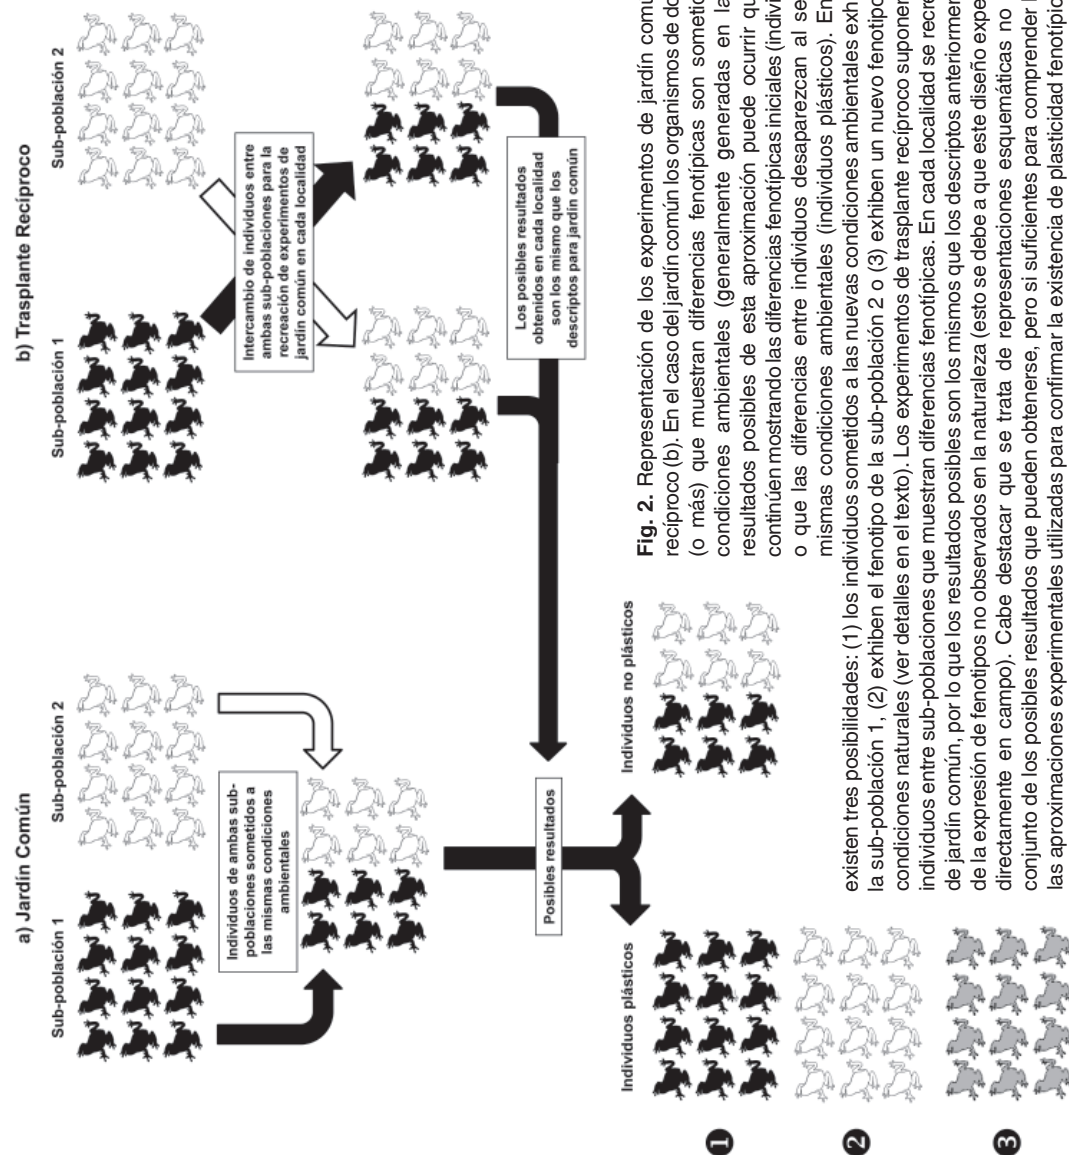 a) Jardín Común
Sub-población 1
Sub-población 2
Individuos de ambas sub-
poblaciones sometidos a
las mismas condiciones
ambientales
Posibles resultados
Individuos plásticos
Individuos no plásticos
1
2
3
b) Trasplante Recíproco
Sub-población 1
Sub-población 2
Intercambio de individuos entre
ambas sub-poblaciones para la
recreación de experimentos de
jardín común en cada localidad
Los posibles resultados
obtenidos en cada localidad
son los mismo que los
descriptos para jardín común
Fig. 2. Representación de los experimentos de jardín comú
recíproco (b). En el caso del jardín común los organismos de do
(o más) que muestran diferencias fenotípicas son sometic
condiciones ambientales (generalmente generadas en la
resultados posibles de esta aproximación puede ocurrir qu
continúen mostrando las diferencias fenotípicas iniciales (indivi
o que las diferencias entre individuos desaparezcan al se
mismas condiciones ambientales (individuos plásticos). En
existen tres posibilidades: (1) los individuos sometidos a las nuevas condiciones ambientales exh
la sub-población 1, (2) exhiben el fenotipo de la sub-población 2 o (3) exhiben un nuevo fenotipo
condiciones naturales (ver detalles en el texto). Los experimentos de trasplante recíproco suponer
individuos entre sub-poblaciones que muestran diferencias fenotípicas. En cada localidad se recre
de jardín común, por lo que los resultados posibles son los mismos que los descriptos anteriormer
de la expresión de fenotipos no observados en la naturaleza (esto se debe a que este diseño expe
directamente en campo). Cabe destacar que se trata de representaciones esquemáticas no
conjunto de los posibles resultados que pueden obtenerse, pero si suficientes para comprender l
las aproximaciones experimentales utilizadas para confirmar la existencia de plasticidad fenotípic